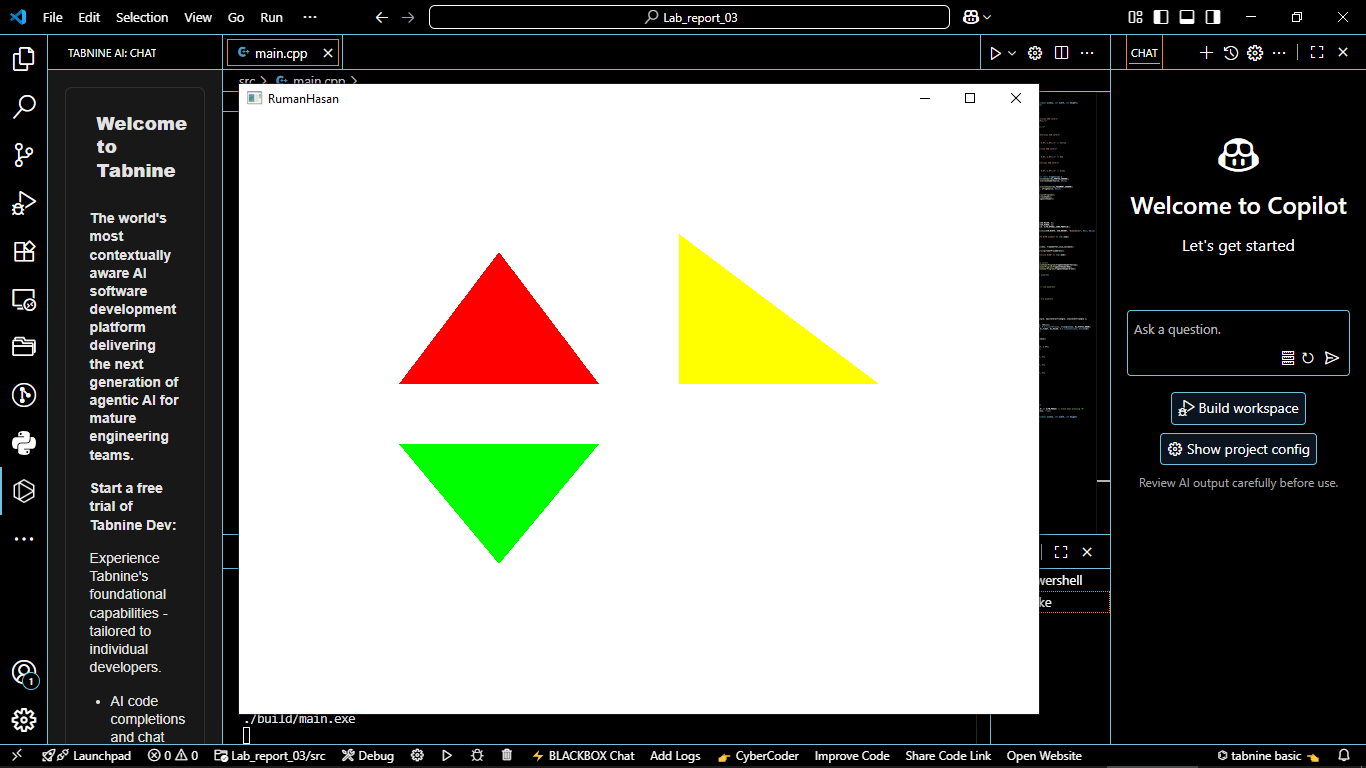 File Edit Selection View Go Run ··· Lab_report_03
TABNINE AI: CHAT
main.cpp
CHAT
src > main.cpp >
RumanHasan
Welcome
to
Tabnine
The world's
most
contextually
aware AI
software
development
platform
delivering
the next
generation of
agentic AI for
mature
engineering
teams.
Start a free
trial of
Tabnine Dev:
Experience
Tabnine's
foundational
capabilities -
tailored to
individual
developers.
• AI code
completions
and chat
Welcome to Copilot
Let's get started
Ask a question.
Build workspace
Show project config
Review AI output carefully before use.
wershell
ke
./build/main.exe
1
Launchpad 0 0 Lab_report_03/src Debug BLACKBOX Chat Add Logs CyberCoder Improve Code Share Code Link Open Website tabnine basic